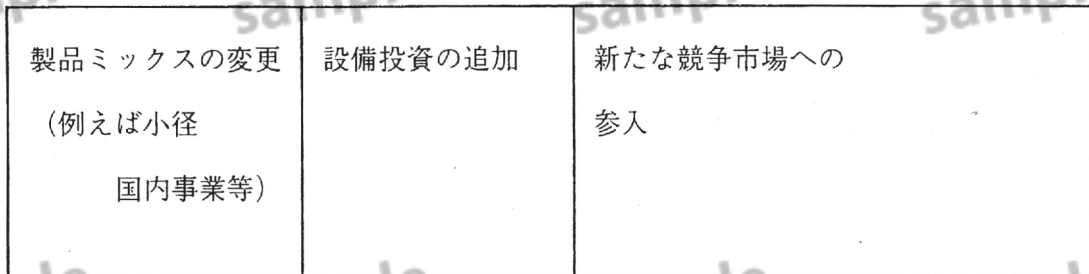 製品ミックスの変更
（例えば小径
国内事業等）
設備投資の追加
新たな競争市場への
参入